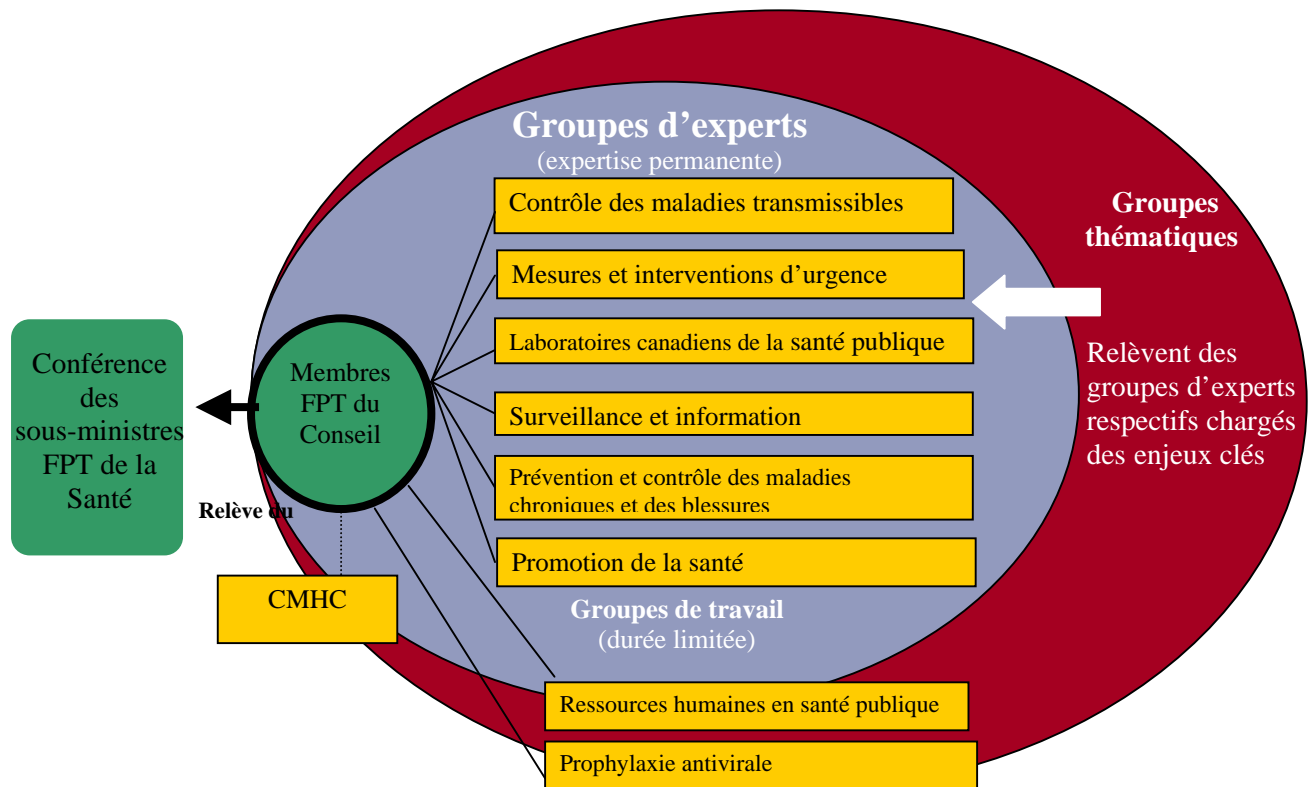 Groupes d’experts
(expertise permanente)
Contrôle des maladies transmissibles
Mesures et interventions d’urgence
Laboratoires canadiens de la santé publique
Surveillance et information
Prévention et contrôle des maladies
chroniques et des blessures
Promotion de la santé
Groupes de travail
(durée limitée)
Ressources humaines en santé publique
Prophylaxie antivirale
Groupes
thématiques
Relèvent des
groupes d’experts
respectifs chargés
des enjeux clés
Membres
FPT du
Conseil
Conférence
des
sous-ministres
FPT de la
Santé
Relève du
CMHC